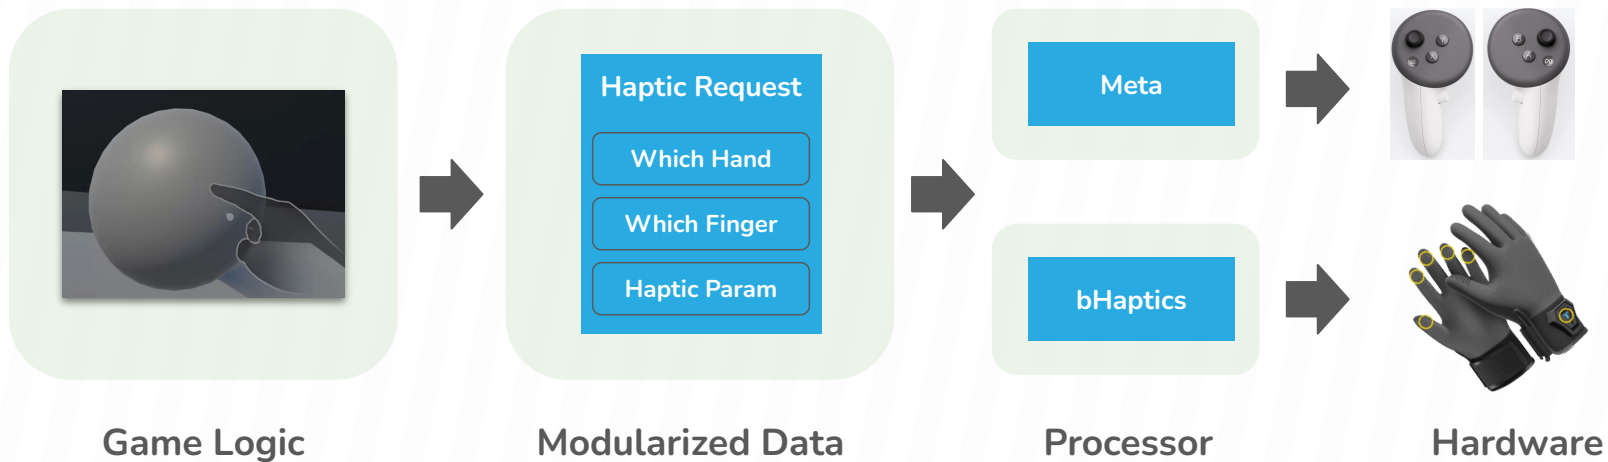 Haptic Request
Which Hand
Which Finger
Haptic Param
Meta
bHaptics
Game Logic
Modularized Data
Processor
Hardware